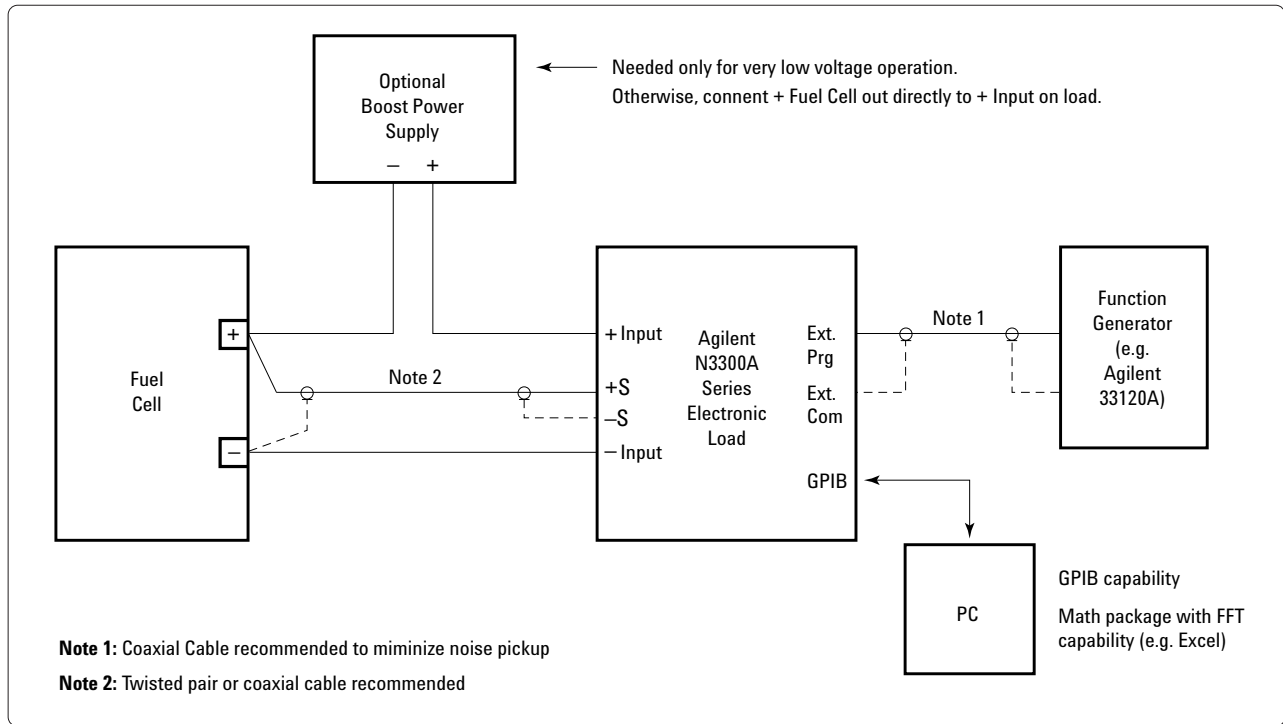 Optional
Boost Power
Supply
– +
Needed only for very low voltage operation.
Otherwise, connent + Fuel Cell out directly to + Input on load.
Fuel
Cell
+
–
Note 2
+ Input
+S
–S
– Input
Agilent
N3300A
Series
Electronic
Load
Ext.
Prg
Ext.
Com
GPIB
Note 1
Function
Generator
(e.g.
Agilent
33120A)
PC
GPIB capability
Math package with FFT
capability (e.g. Excel)
Note 1: Coaxial Cable recommended to miminize noise pickup
Note 2: Twisted pair or coaxial cable recommended